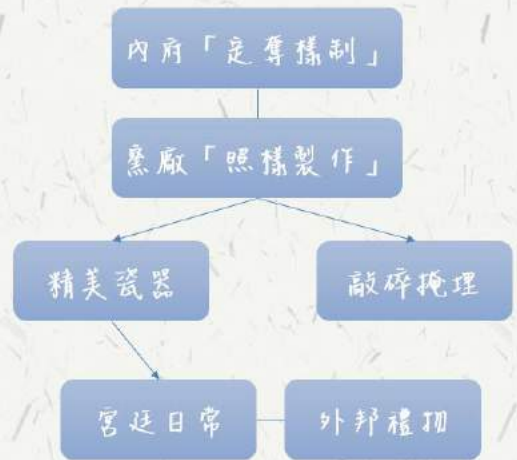 內府「定奪樣制」
窯廠「照樣製作」
精美瓷器
敲碎掩埋
宮廷日常
外邦禮物